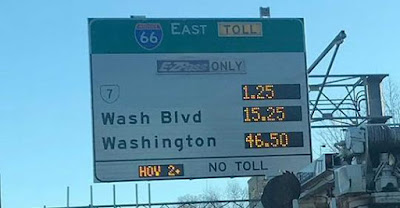 66 EAST TOLL
E-ZPass ONLY
7 1.25
Wash Blvd 15.25
Washington 46.50
HOV 2+ NO TOLL